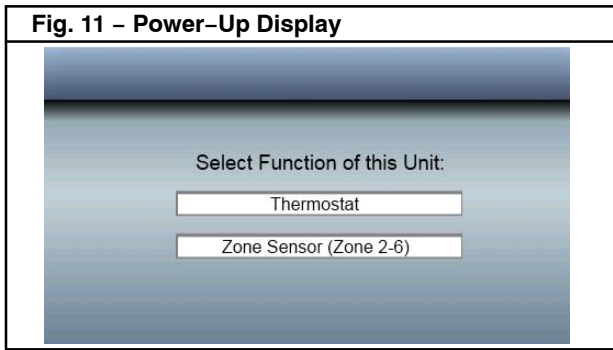 Fig. 11 – Power–Up Display
Select Function of this Unit:
Thermostat
Zone Sensor (Zone 2-6)